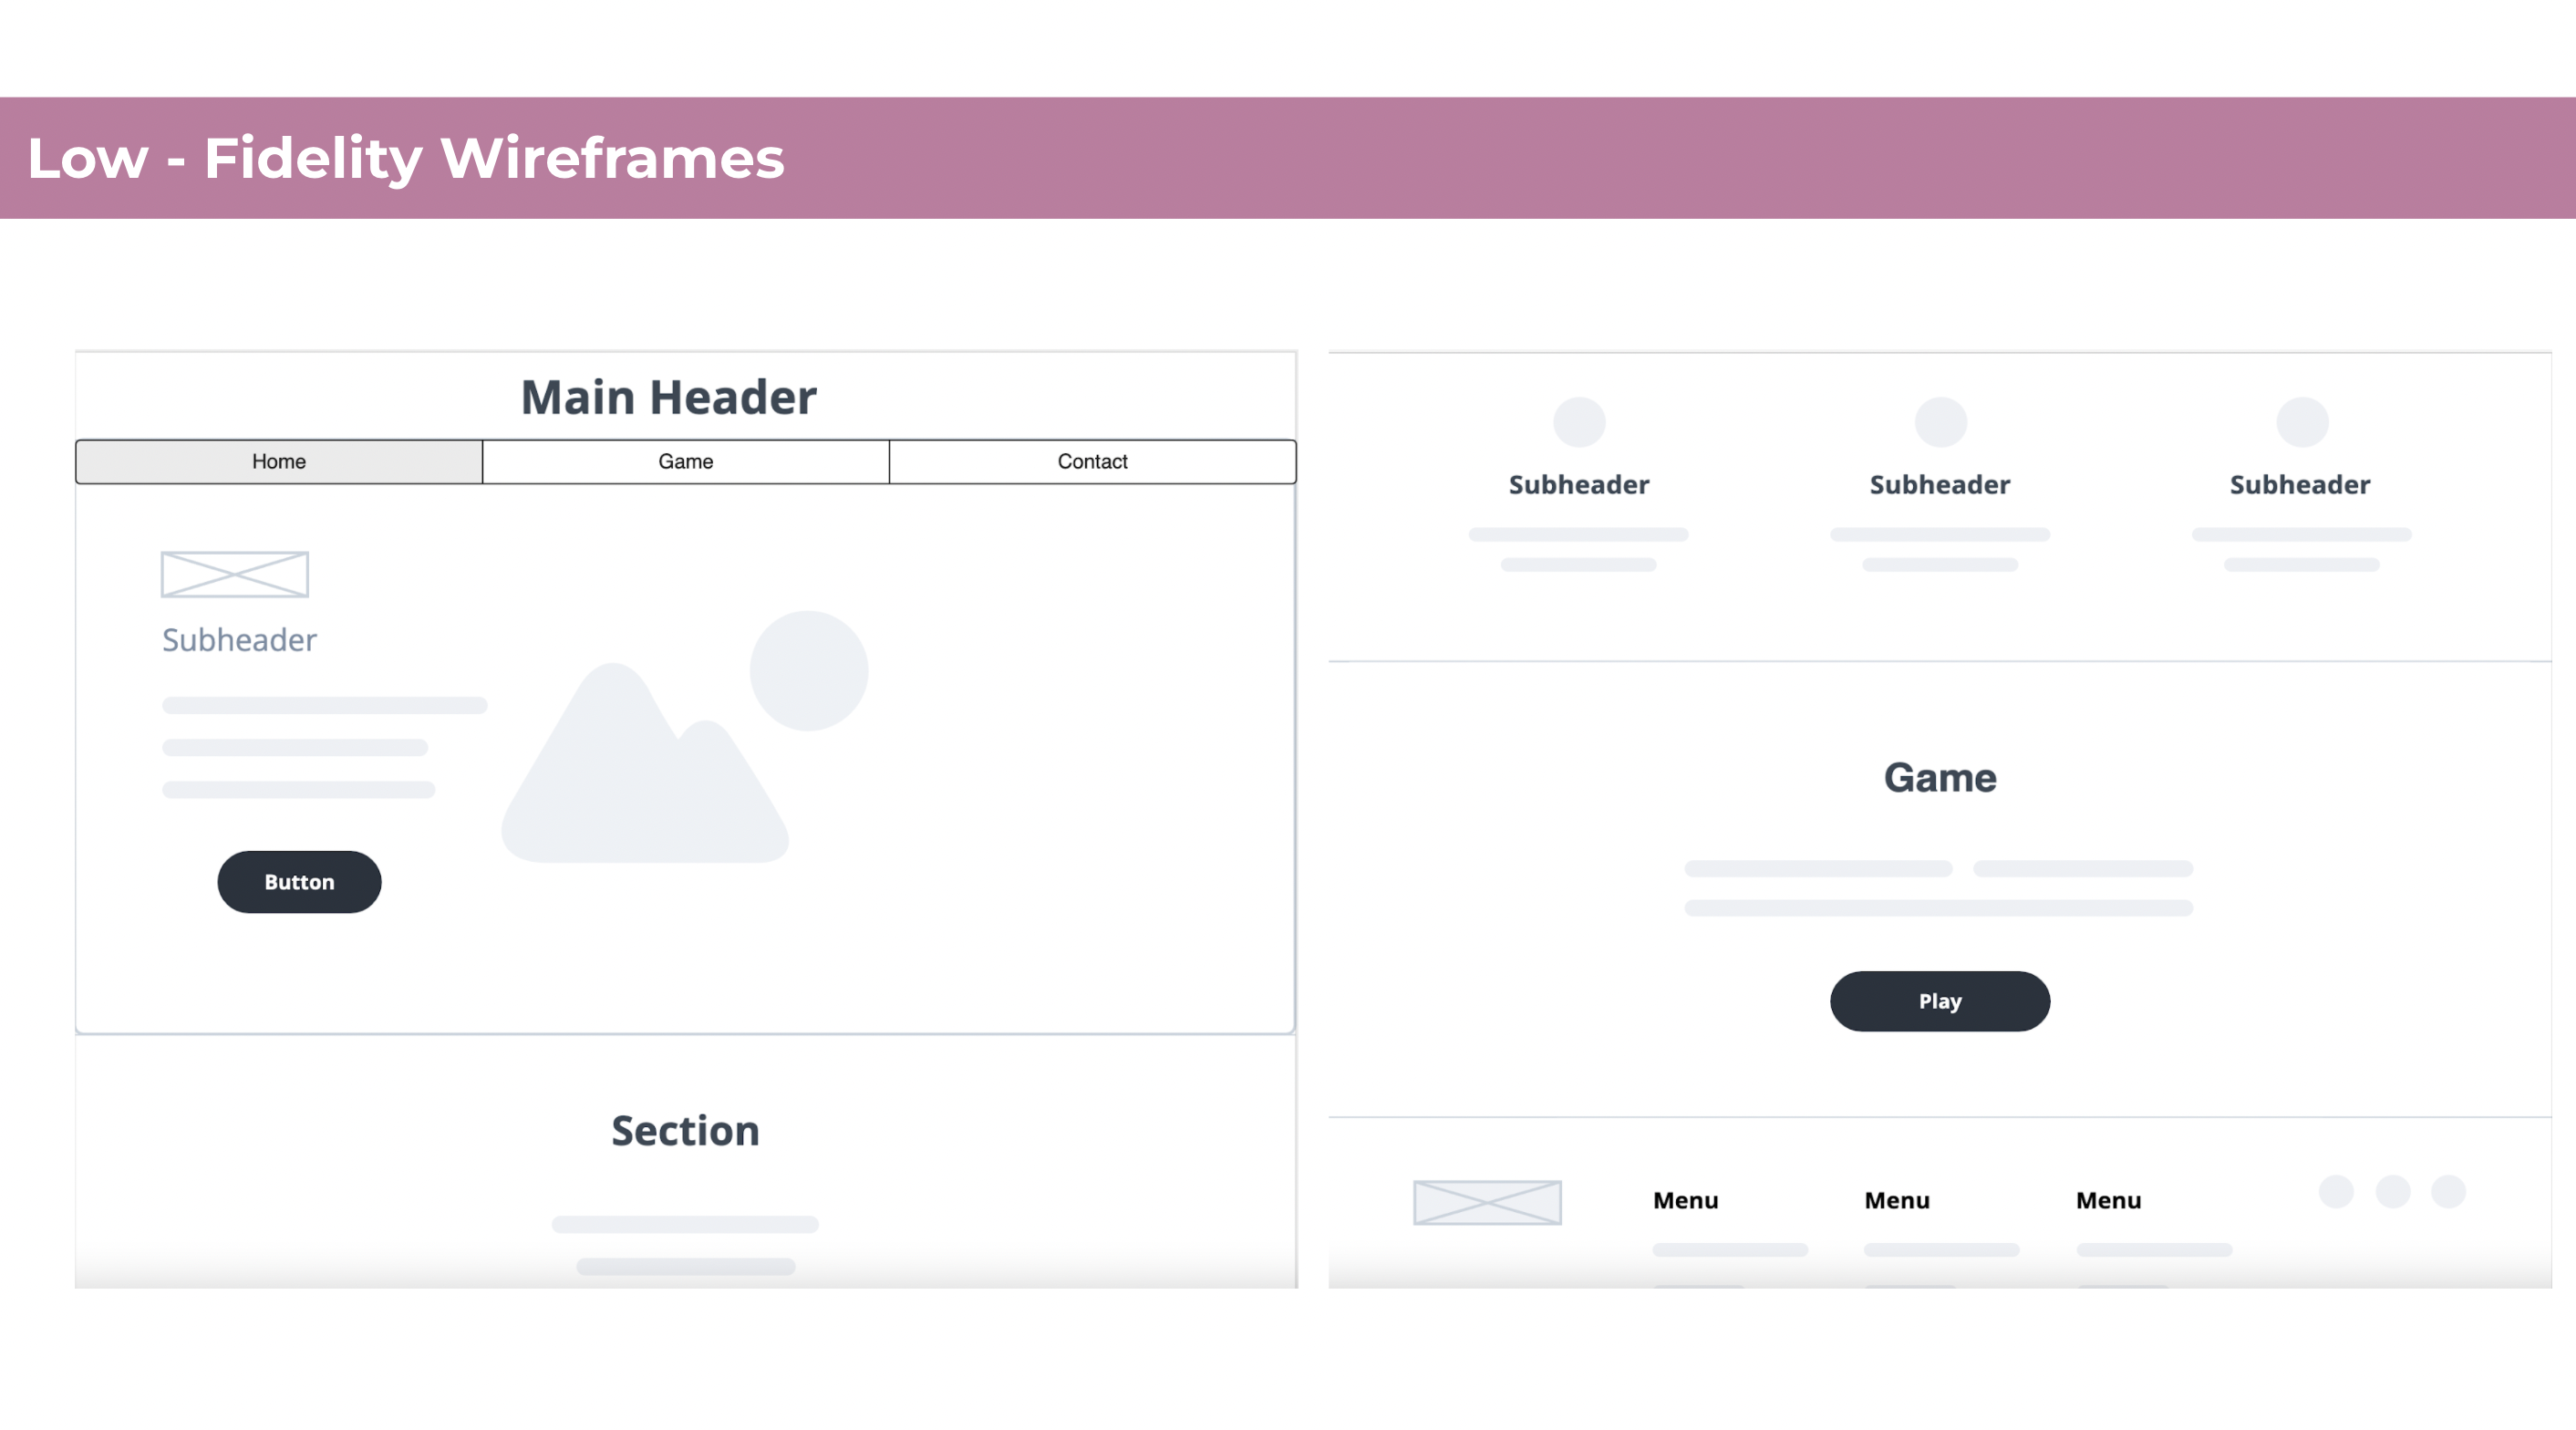 Low - Fidelity Wireframes
Main Header
Home Game Contact
Subheader
Button
Section
Subheader Subheader Subheader
Game
Play
Menu Menu Menu